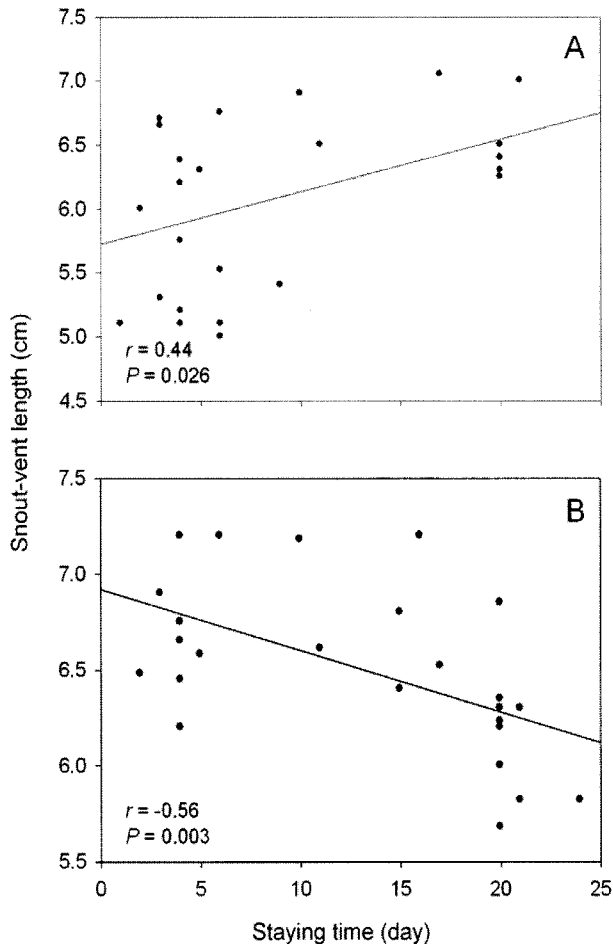 7.5
A
7.0
6.5
6.0
5.5
5.0
r = 0.44
P = 0.026
4.5
Snout-vent length (cm)
7.5
B
7.0
6.5
6.0
r = -0.56
P = 0.003
5.5
0 5 10 15 20 25
Staying time (day)